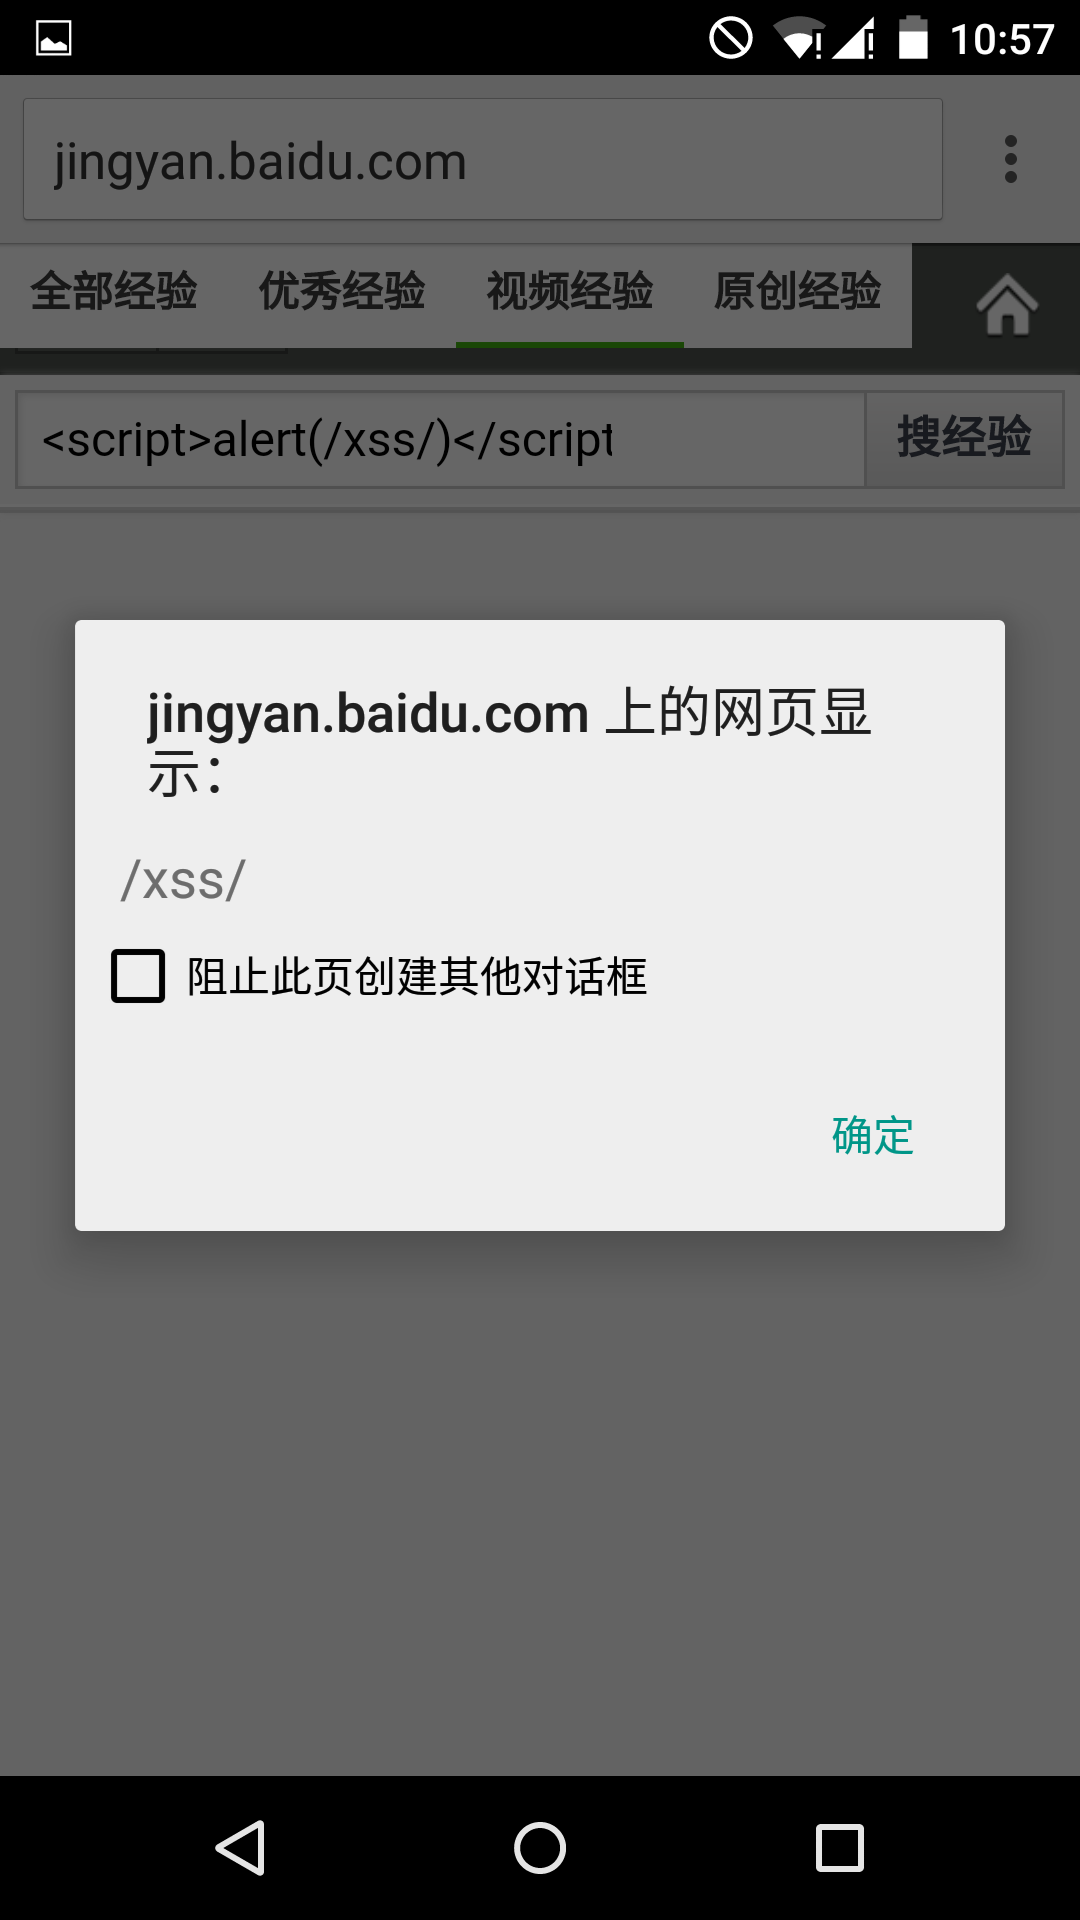 10:57
jingyan.baidu.com
全部经验 优秀经验 视频经验 原创经验
<script>alert(/xss/)</script 搜经验
jingyan.baidu.com 上的网页显
示：
/xss/
阻止此页创建其他对话框
确定